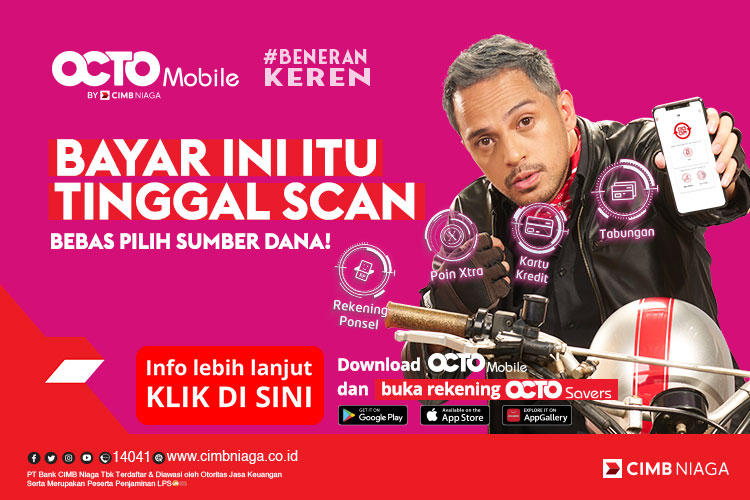 OCTO Mobile
BY CIMB NIAGA
#BENERAN
KEREN
BAYAR INI ITU
TINGGAL SCAN
BEBAS PILIH SUMBER DANA!
Rekening
Ponsel
Poin Xtra
Kartu
Kredit
Tabungan
Info lebih lanjut
KLIK DI SINI
Download OCTO Mobile
dan buka rekening OCTO Savers
GET IT ON
Google Play
Available on the
App Store
EXPLORE IT ON
AppGallery
14041 www.cimbniaga.co.id
PT Bank CIMB Niaga Tbk Terdaftar & Diawasi oleh Otoritas Jasa Keuangan
Serta Merupakan Peserta Penjaminan LPS
CIMB NIAGA